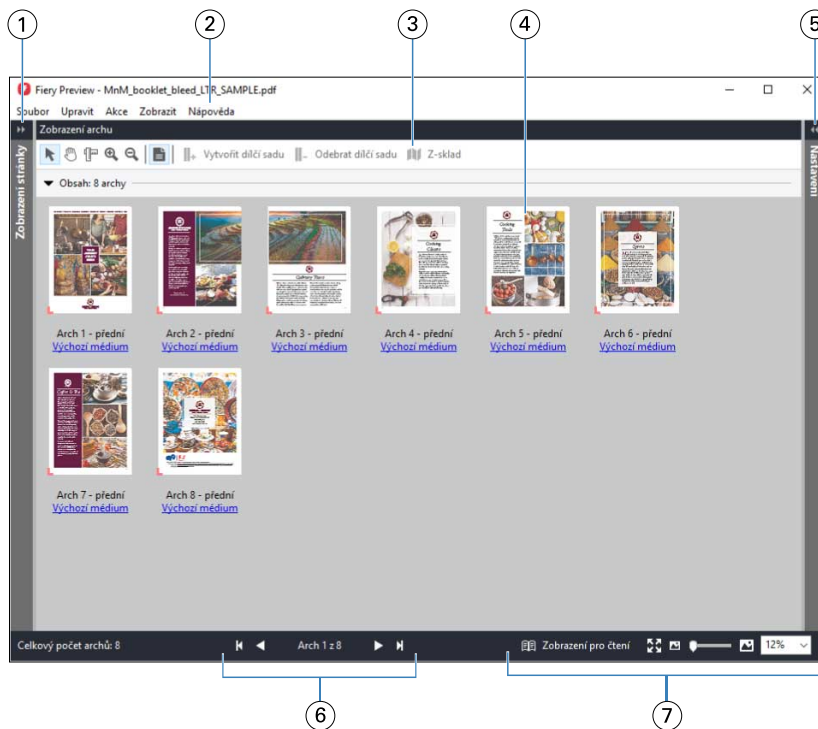 1
2
3
4
5
Fiery Preview - MnM_booklet_bleed_LTR_SAMPLE.pdf
Soubor Upravit Akce Zobrazit Nápověda
Zobrazení archu
Zobrazení stránky
Nastavení
Vytvořit dílčí sadu Odebrat dílčí sadu Z-sklad
Obsah: 8 archy
Arch 1 - přední Arch 2 - přední Arch 3 - přední Arch 4 - přední Arch 5 - přední Arch 6 - přední
Výchozí médium Výchozí médium Výchozí médium Výchozí médium Výchozí médium Výchozí médium
Arch 7 - přední Arch 8 - přední
Výchozí médium Výchozí médium
Celkový počet archů: 8 Arch 1 z 8 Zobrazení pro čtení 12%
6
7